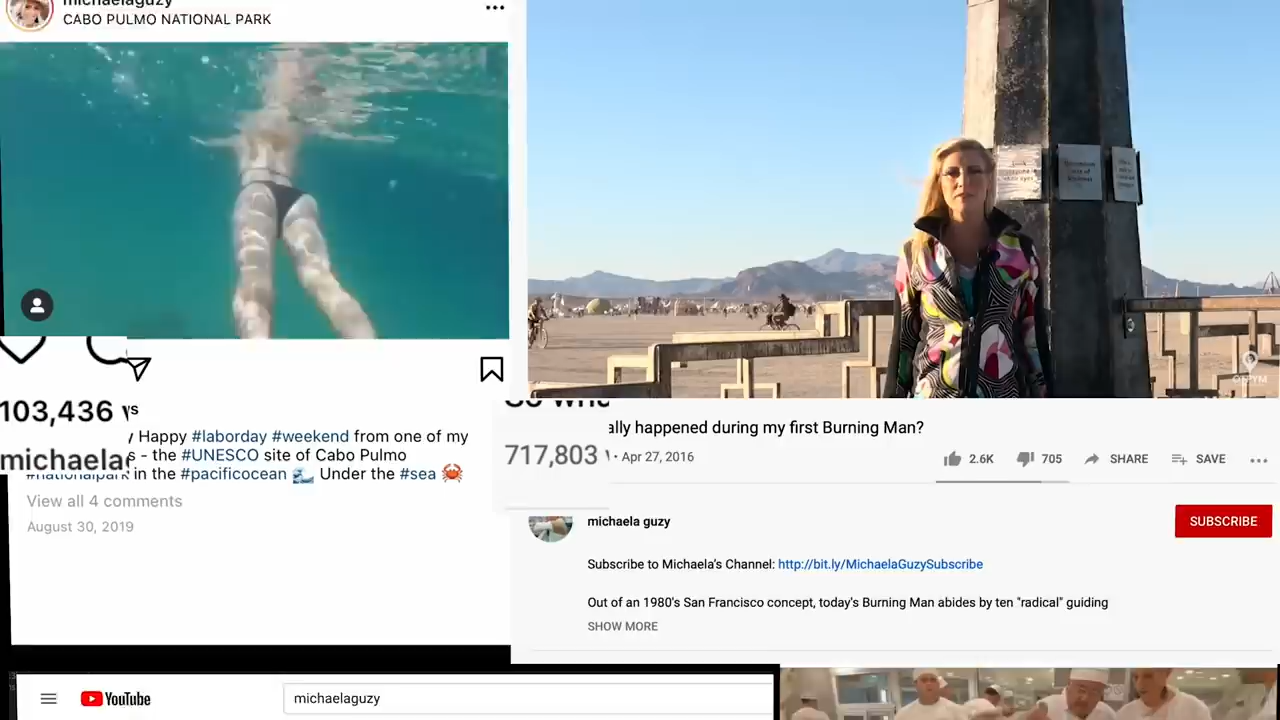 michaelaguzy
CABO PULMO NATIONAL PARK
103,436
Happy #laborday #weekend from one of my
s - the #UNESCO site of Cabo Pulmo
michaela
#nationalpark in the #pacificocean 🌊 Under the #sea 🦀
View all 4 comments
August 30, 2019
ally happened during my first Burning Man?
717,803
• Apr 27, 2016
2.6K
705
SHARE
SAVE
michaela guzy
SUBSCRIBE
Subscribe to Michaela's Channel: http://bit.ly/MichaelaGuzySubscribe
Out of an 1980's San Francisco concept, today's Burning Man abides by ten "radical" guiding
SHOW MORE
YouTube
michaelaguzy